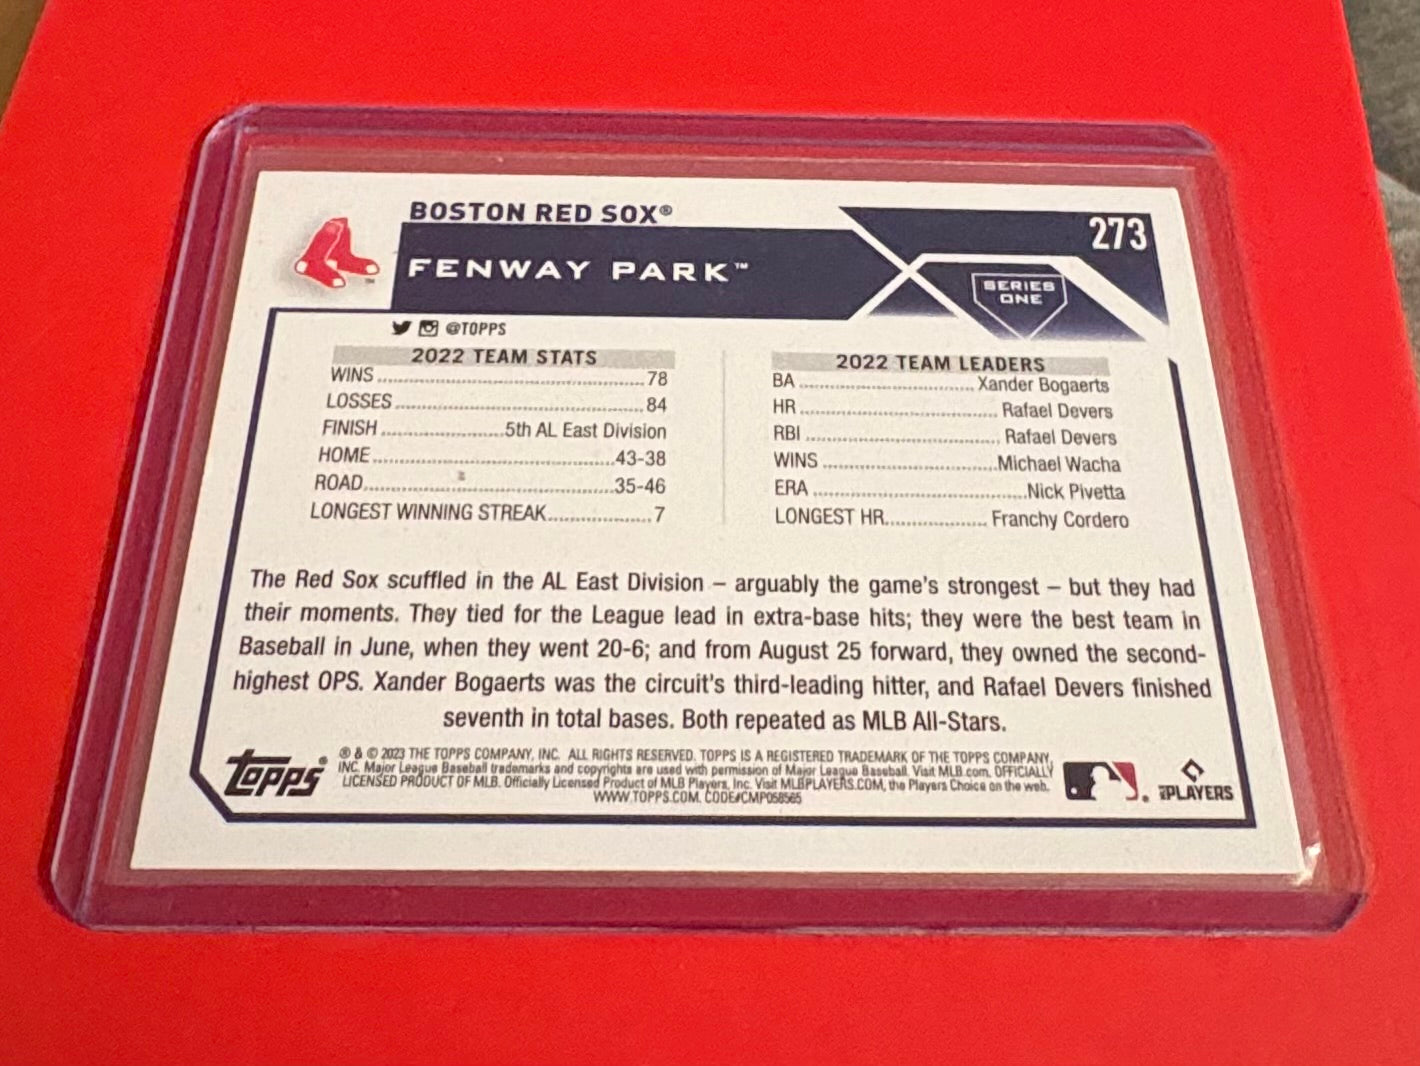 BOSTON RED SOX®
FENWAY PARK™
273
SERIES
ONE
@TOPPS
2022 TEAM STATS
WINS 78
LOSSES 84
FINISH 5th AL East Division
HOME 43-38
ROAD 35-46
LONGEST WINNING STREAK 7
2022 TEAM LEADERS
BA Xander Bogaerts
HR Rafael Devers
RBI Rafael Devers
WINS Michael Wacha
ERA Nick Pivetta
LONGEST HR Franchy Cordero
The Red Sox scuffled in the AL East Division – arguably the game's strongest – but they had
their moments. They tied for the League lead in extra-base hits; they were the best team in
Baseball in June, when they went 20-6; and from August 25 forward, they owned the second-
highest OPS. Xander Bogaerts was the circuit's third-leading hitter, and Rafael Devers finished
seventh in total bases. Both repeated as MLB All-Stars.
topps®
® & © 2023 THE TOPPS COMPANY, INC. ALL RIGHTS RESERVED. TOPPS IS A REGISTERED TRADEMARK OF THE TOPPS COMPANY,
INC. Major League Baseball trademarks and copyrights are used with permission of Major League Baseball. Visit MLB.com. OFFICIALLY
LICENSED PRODUCT OF MLB. Officially Licensed Product of MLB Players, Inc. Visit MLBPLAYERS.COM, the Players Choice on the web.
WWW.TOPPS.COM. CODE#CMP058565
PLAYERS